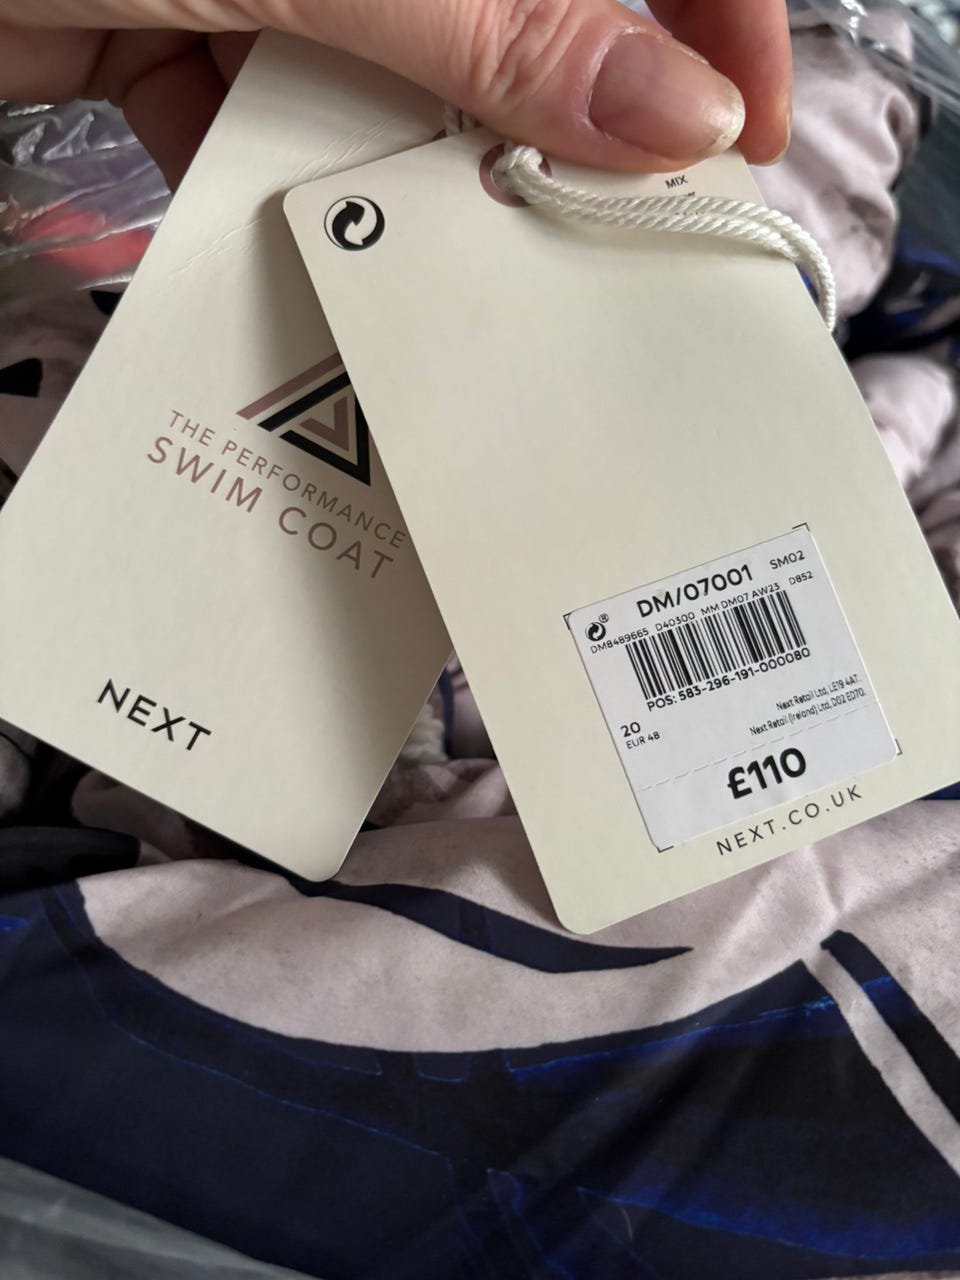 THE PERFORMANCE
SWIM COAT
NEXT
MIX
DM/07001 SM02
DM8489665 D40300 MM DM07 AW23 D852
POS: 583-296-191-000080
20
EUR 48
Next Retail Ltd, LE19 4AT.
Next Retail (Ireland) Ltd, D02 ED70.
£110
NEXT.CO.UK